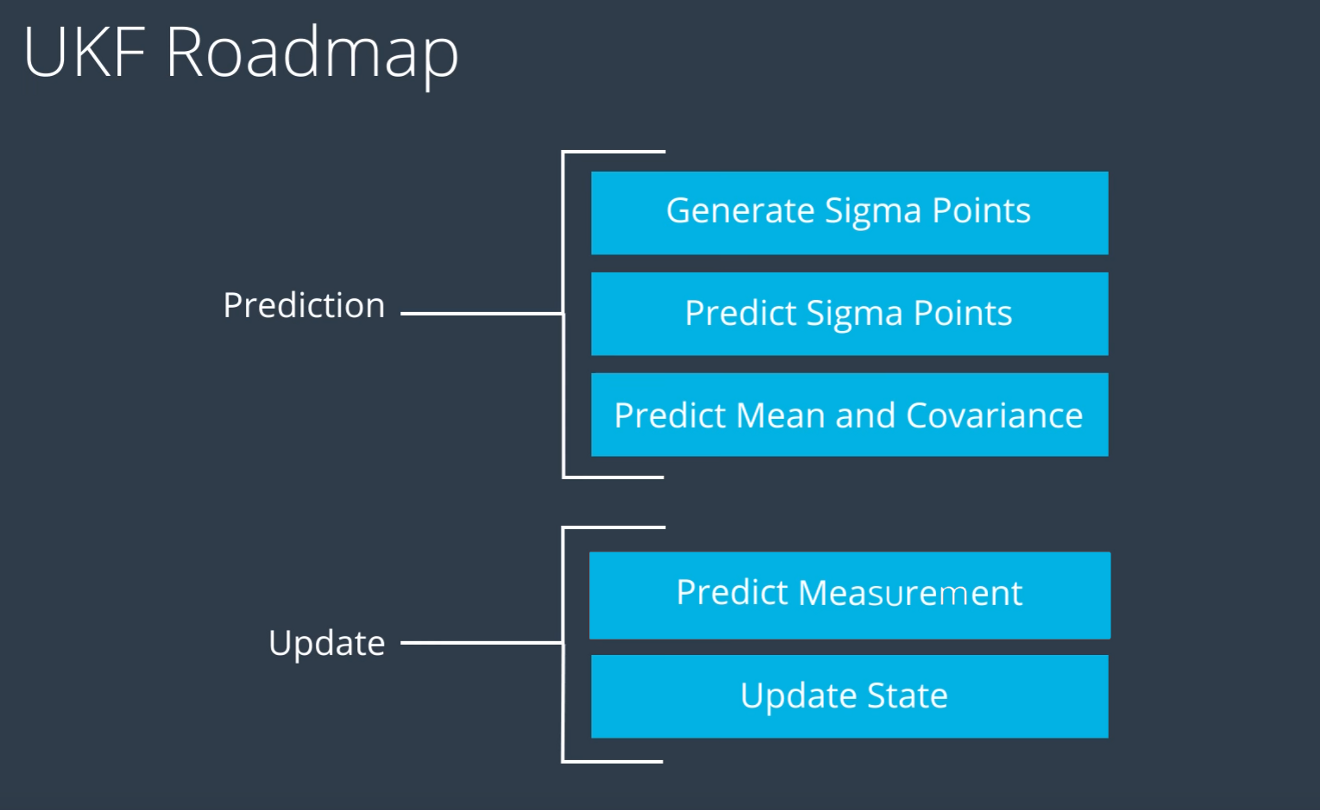 UKF Roadmap
Prediction
Generate Sigma Points
Predict Sigma Points
Predict Mean and Covariance
Update
Predict Measurement
Update State